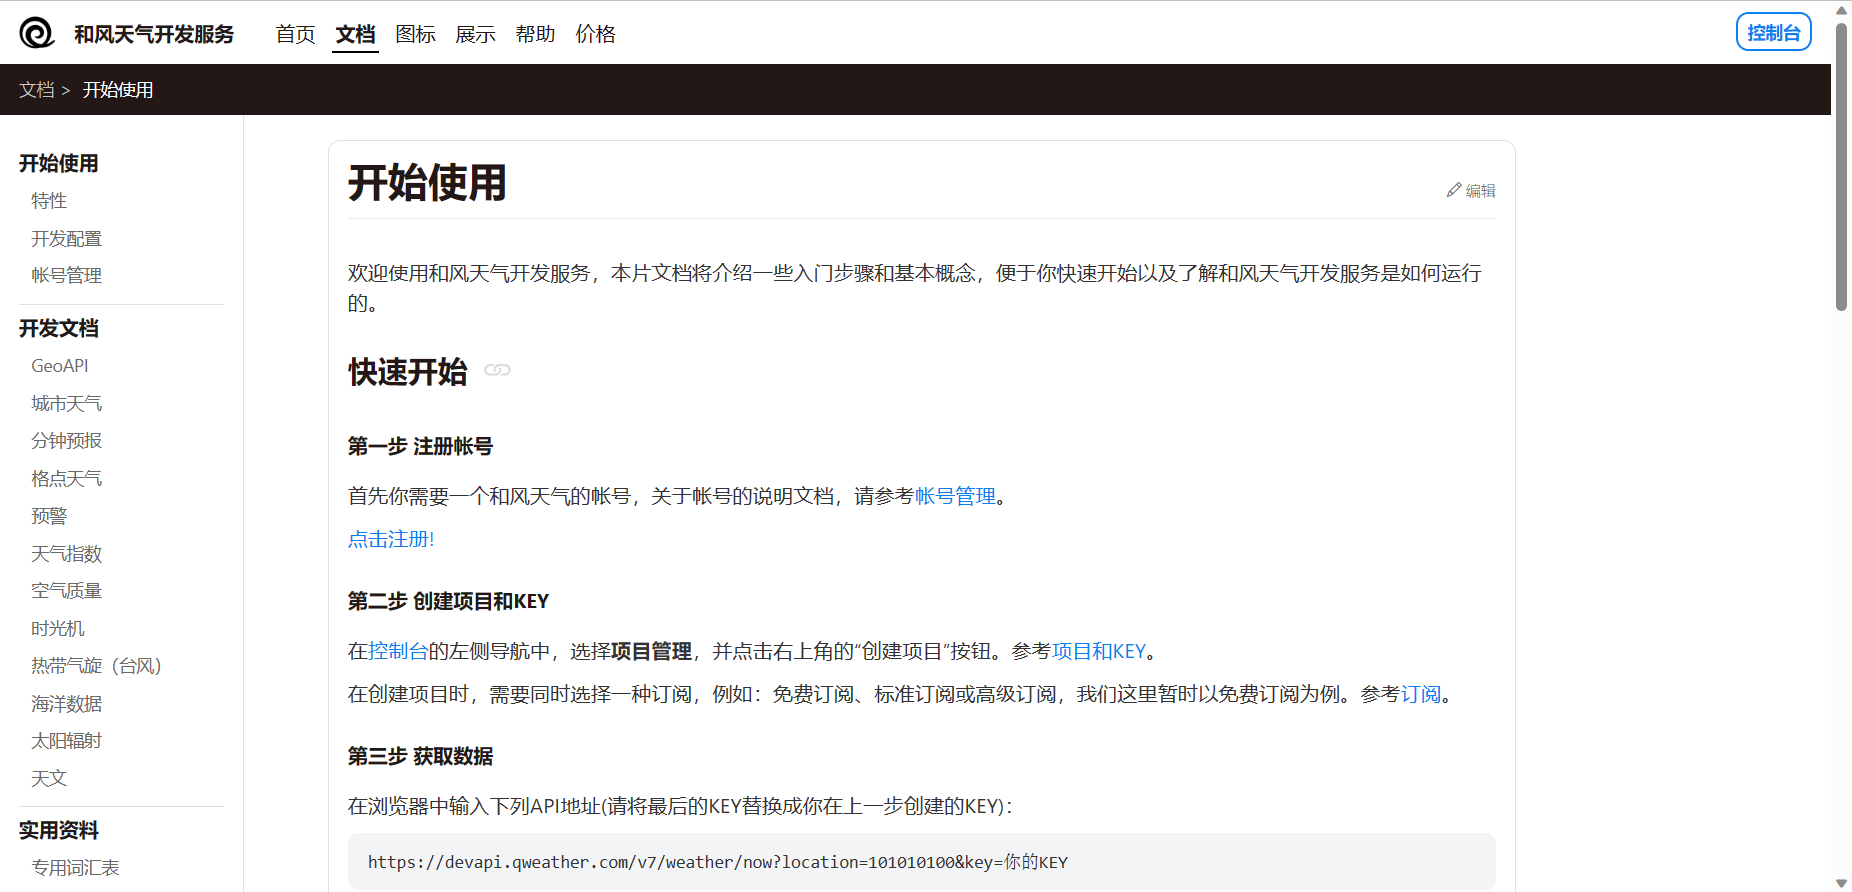 和风天气开发服务 首页 文档 图标 展示 帮助 价格 控制台
文档 > 开始使用
开始使用
特性
开发配置
帐号管理
开发文档
GeoAPI
城市天气
分钟预报
格点天气
预警
天气指数
空气质量
时光机
热带气旋（台风）
海洋数据
太阳辐射
天文
实用资料
专用词汇表
开始使用
编辑
欢迎使用和风天气开发服务，本片文档将介绍一些入门步骤和基本概念，便于你快速开始以及了解和风天气开发服务是如何运行
的。
快速开始
第一步 注册帐号
首先你需要一个和风天气的帐号，关于帐号的说明文档，请参考帐号管理。
点击注册!
第二步 创建项目和KEY
在控制台的左侧导航中，选择项目管理，并点击右上角的“创建项目”按钮。参考项目和KEY。
在创建项目时，需要同时选择一种订阅，例如：免费订阅、标准订阅或高级订阅，我们这里暂时以免费订阅为例。参考订阅。
第三步 获取数据
在浏览器中输入下列API地址(请将最后的KEY替换成你在上一步创建的KEY)：
https://devapi.qweather.com/v7/weather/now?location=101010100&key=你的KEY